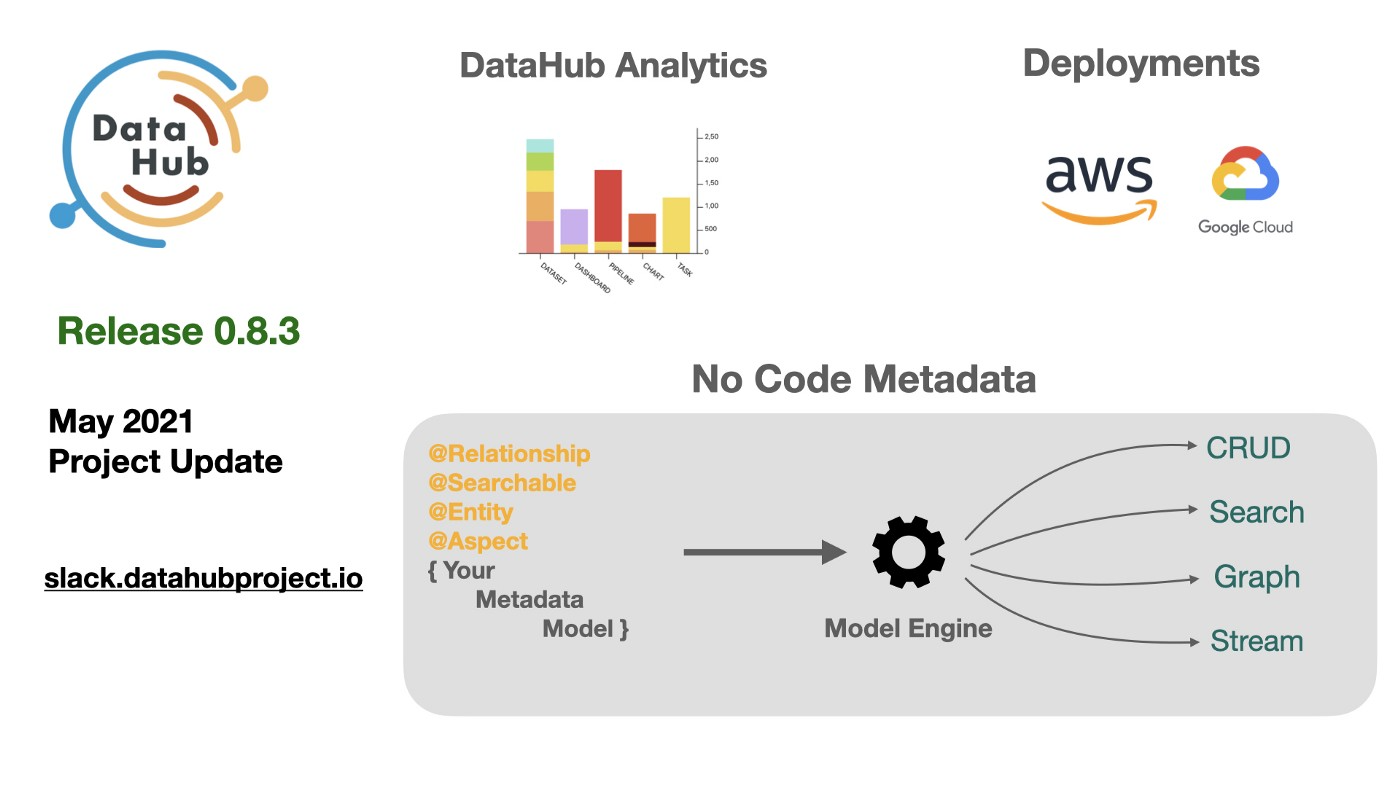 Data
Hub
DataHub Analytics
2,50
2,00
1,50
1,00
500
0
DATASET
DASHBOARD
PIPELINE
CHART
TASK
Deployments
aws
Google Cloud
Release 0.8.3
May 2021
Project Update
slack.datahubproject.io
No Code Metadata
@Relationship
@Searchable
@Entity
@Aspect
{ Your
Metadata
Model }
Model Engine
CRUD
Search
Graph
Stream